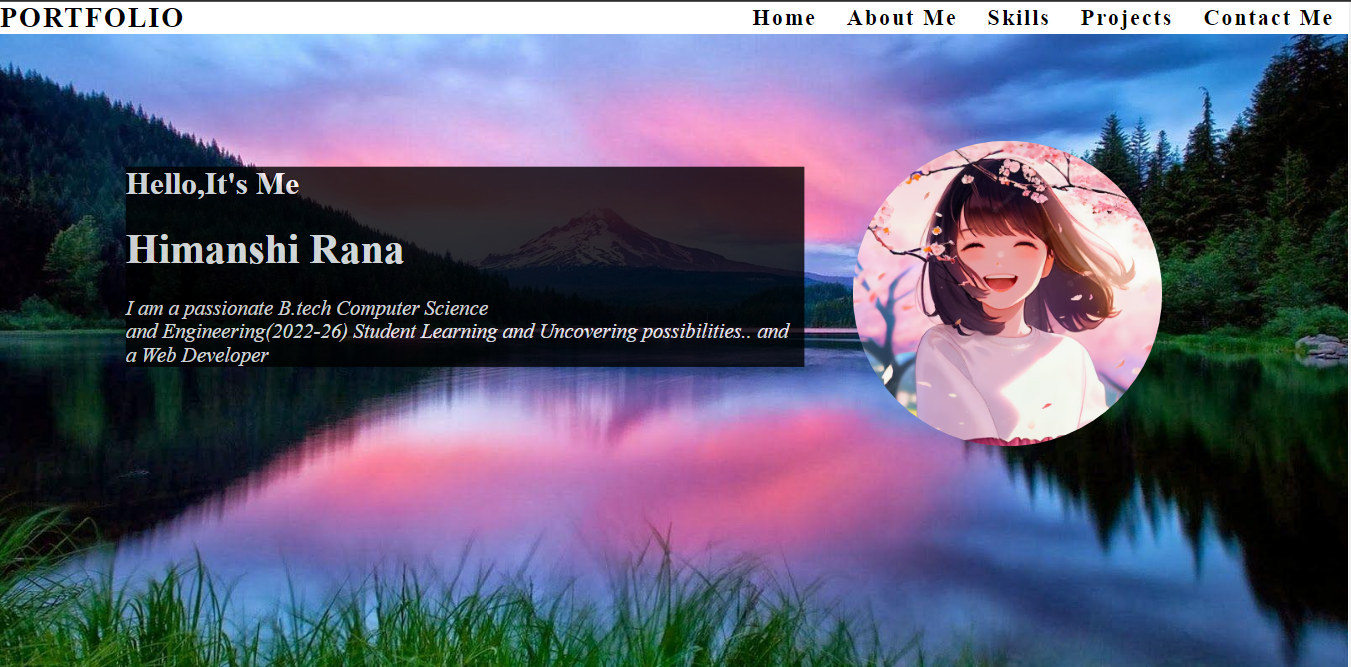 PORTFOLIO Home About Me Skills Projects Contact Me
Hello,It's Me
Himanshi Rana
I am a passionate B.tech Computer Science
and Engineering(2022-26) Student Learning and Uncovering possibilities.. and
a Web Developer